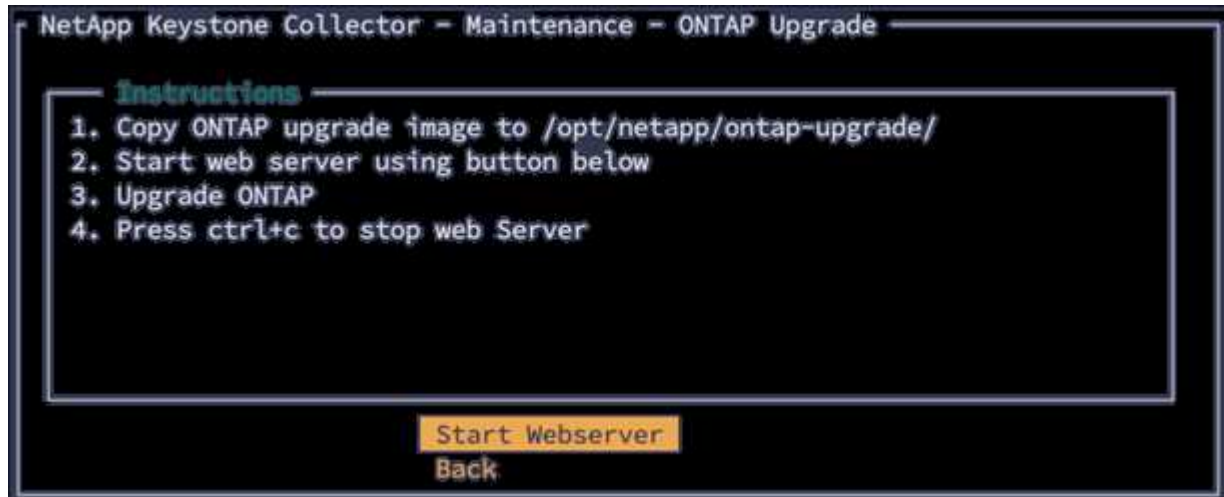 NetApp Keystone Collector - Maintenance - ONTAP Upgrade
Instructions
1. Copy ONTAP upgrade image to /opt/netapp/ontap-upgrade/
2. Start web server using button below
3. Upgrade ONTAP
4. Press ctrl+c to stop web Server
Start Webserver
Back